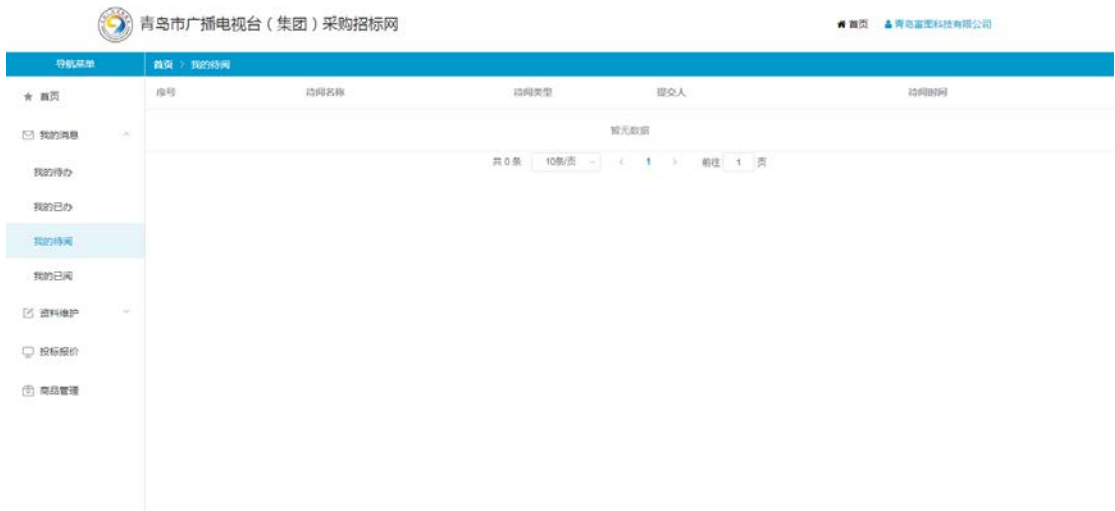 青岛市广播电视台（集团）采购招标网
首页 青岛富图科技有限公司
导航菜单
首页 > 我的待阅
首页
我的消息
我的待办
我的已办
我的待阅
我的已阅
资料维护
投标报价
商品管理
序号 待阅名称 待阅类型 提交人 待阅时间
暂无数据
共 0 条 10条/页 < 1 > 前往 1 页